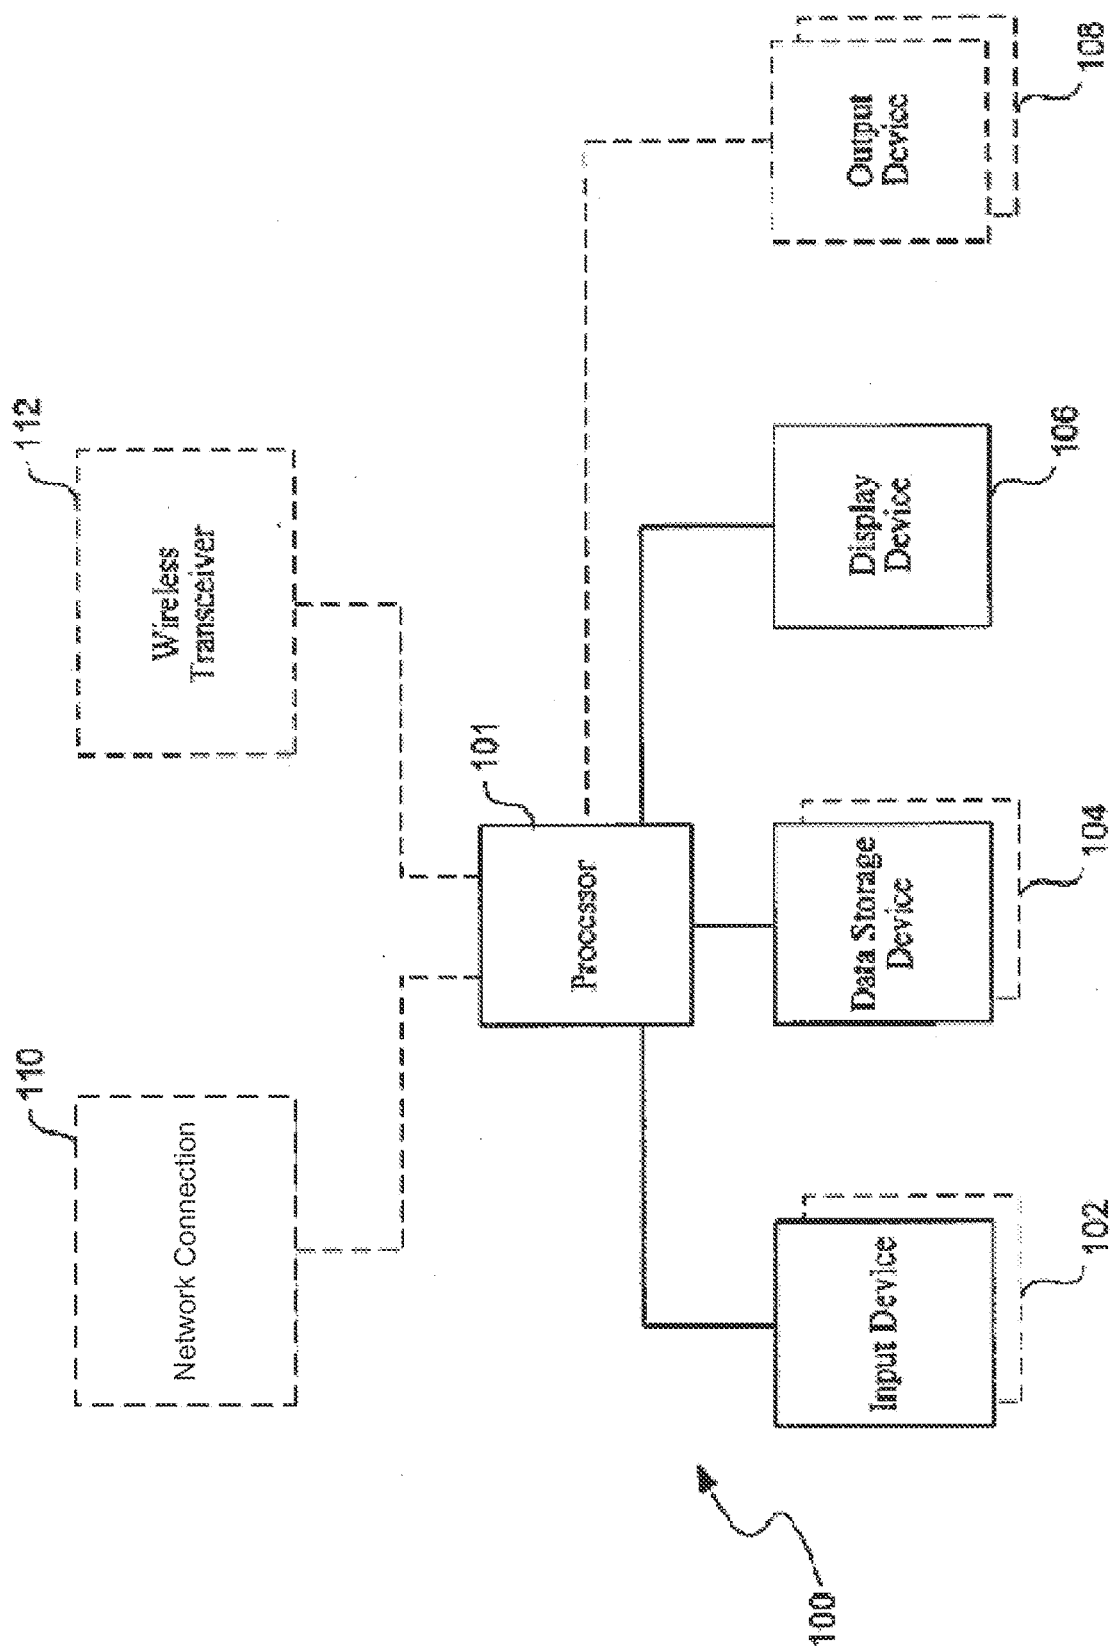 110
Network Connection
112
Wireless
Transceiver
101
Processor
Input Device
102
Data Storage
Device
104
Display
Device
106
Output
Device
108
100